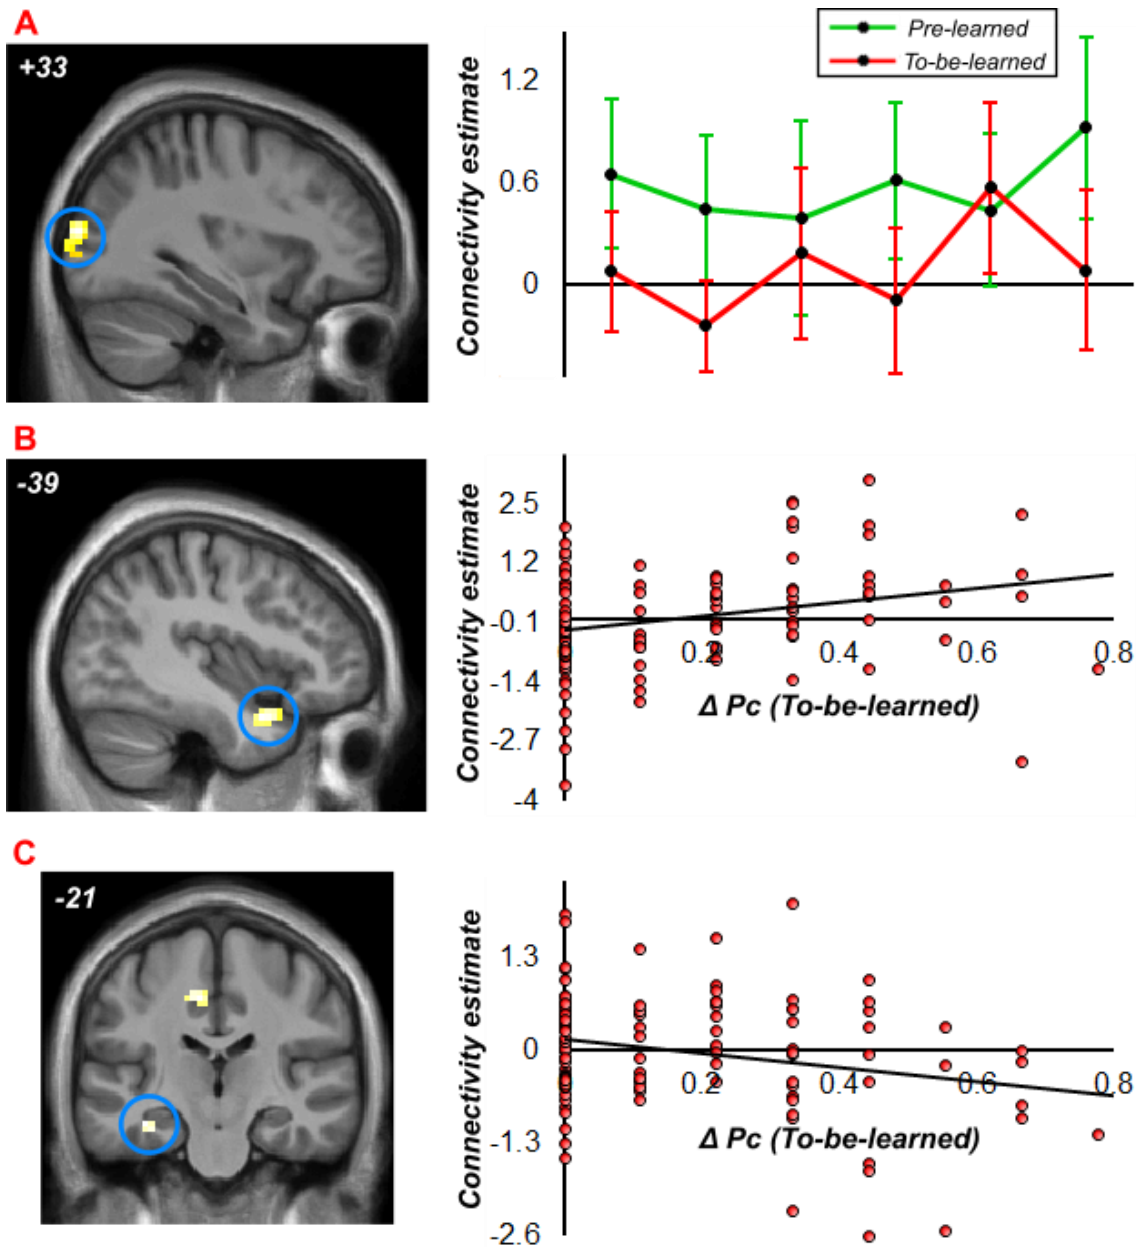 A
+33
Connectivity estimate
1.2
0.6
0
Pre-learned
To-be-learned
B
-39
Connectivity estimate
2.5
1.2
-0.1
-1.4
-2.7
-4
0.2
0.4
0.6
0.8
Δ Pc (To-be-learned)
C
-21
Connectivity estimate
1.3
0
-1.3
-2.6
0.2
0.4
0.6
0.8
Δ Pc (To-be-learned)